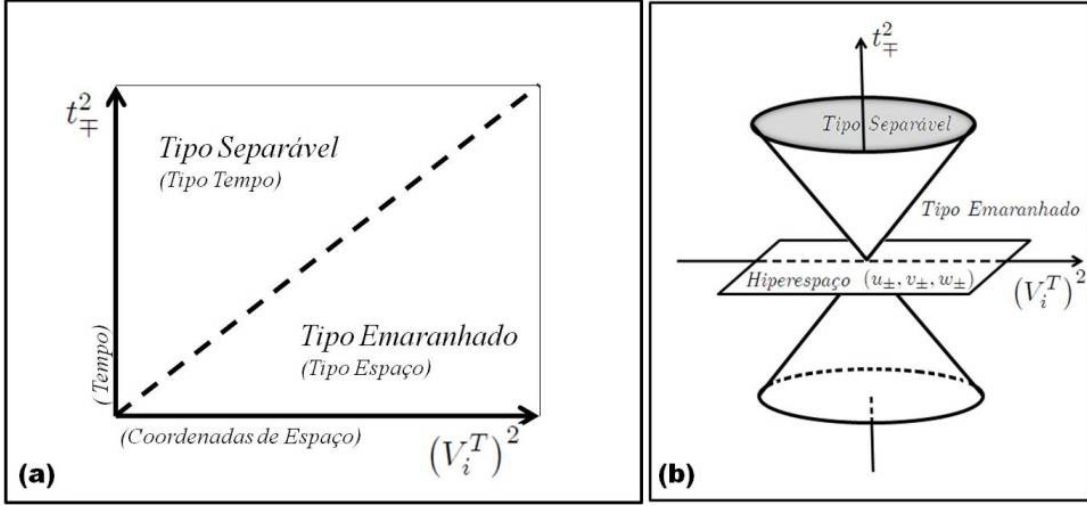 t²∓
Tipo Separável
(Tipo Tempo)
Tipo Emaranhado
(Tipo Espaço)
(Tempo)
(Coordenadas de Espaço)
(V_i^T)²
(a)
t²∓
Tipo Separável
Tipo Emaranhado
Hiperespaço (u±, v±, w±)
(V_i^T)²
(b)